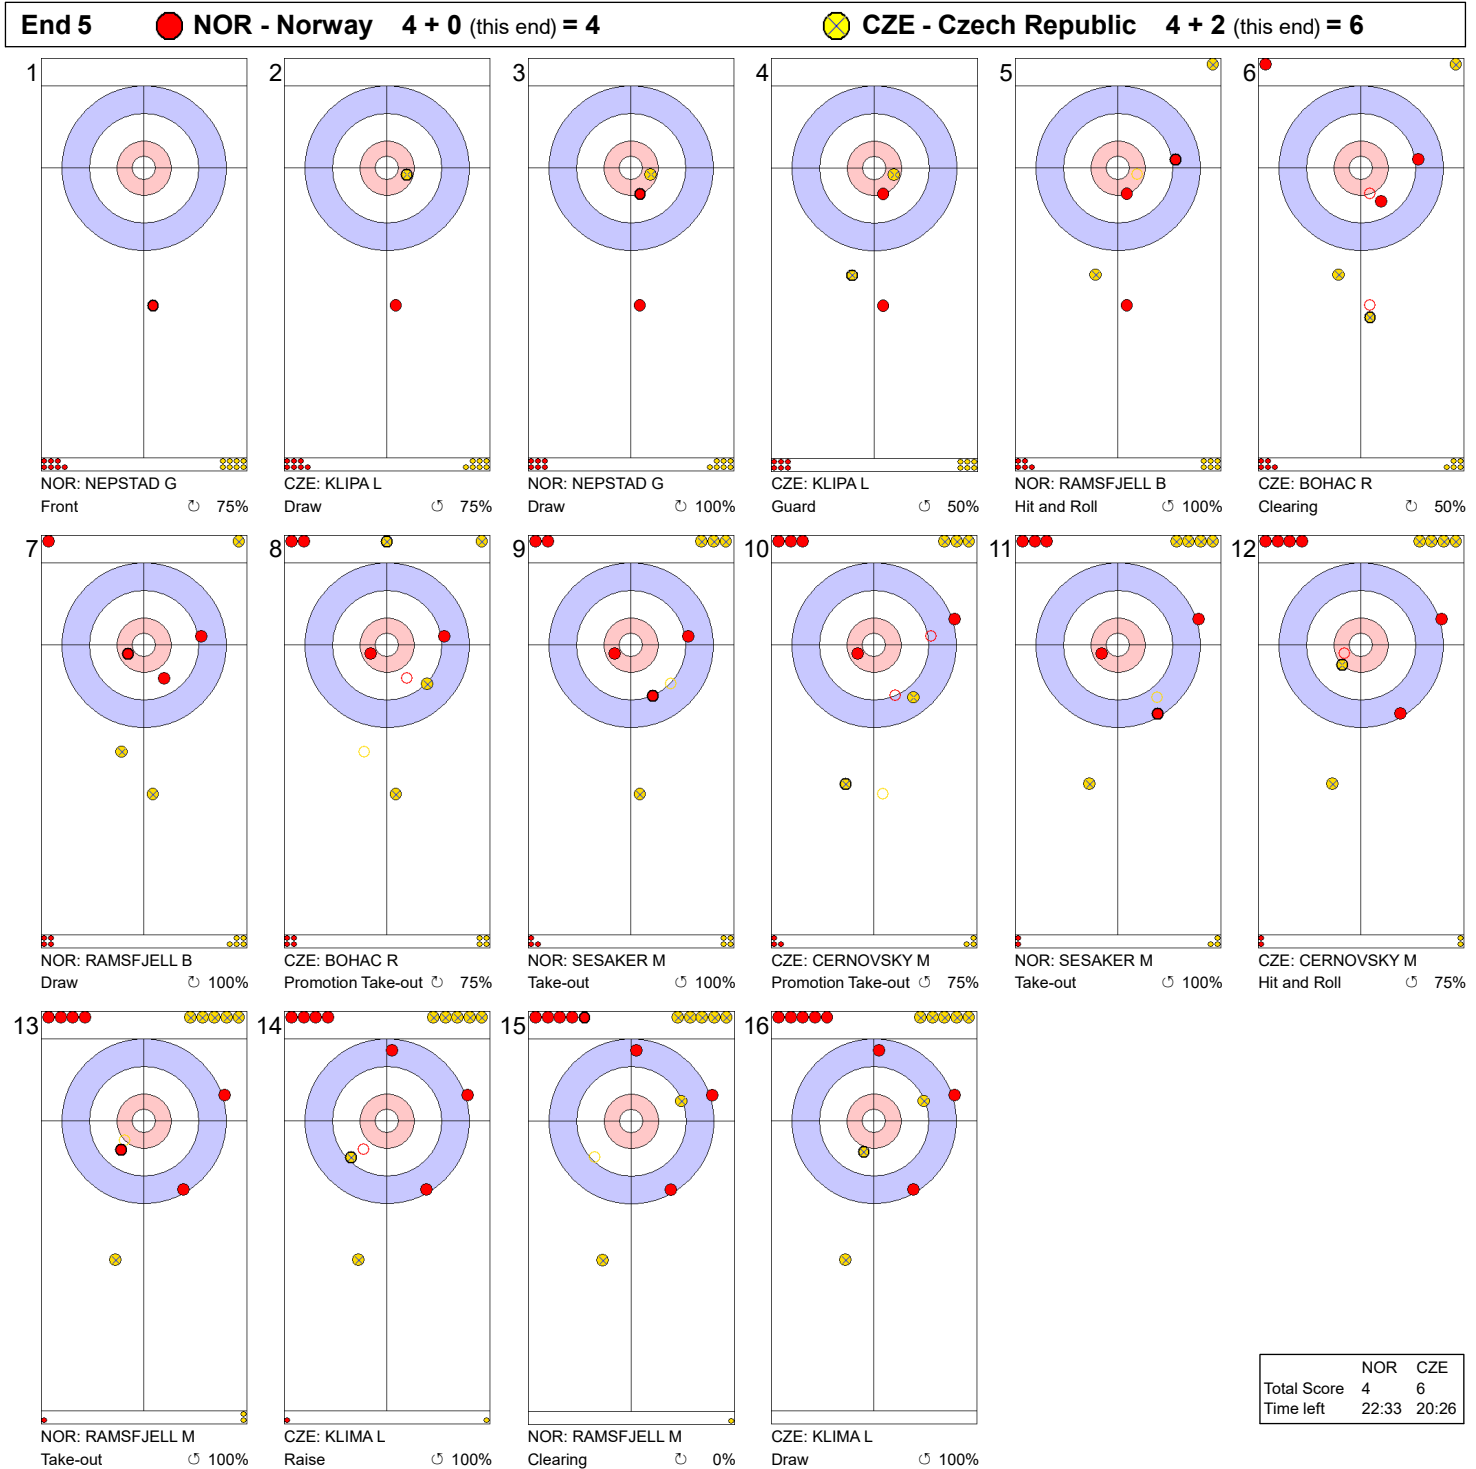 End 5 NOR - Norway 4 + 0 (this end) = 4 CZE - Czech Republic 4 + 2 (this end) = 6
1 2 3 4 5 6
NOR: NEPSTAD G CZE: KLIPA L NOR: NEPSTAD G CZE: KLIPA L NOR: RAMSFJELL B CZE: BOHAC R
Front ↻ 75% Draw ↺ 75% Draw ↻ 100% Guard ↺ 50% Hit and Roll ↺ 100% Clearing ↺ 50%
7 8 9 10 11 12
NOR: RAMSFJELL B CZE: BOHAC R NOR: SESAKER M CZE: CERNOVSKY M NOR: SESAKER M CZE: CERNOVSKY M
Draw ↻ 100% Promotion Take-out ↻ 75% Take-out ↻ 100% Promotion Take-out ↺ 75% Take-out ↺ 100% Hit and Roll ↺ 75%
13 14 15 16
NOR: RAMSFJELL M CZE: KLIMA L NOR: RAMSFJELL M CZE: KLIMA L
Take-out ↺ 100% Raise ↺ 100% Clearing ↻ 0% Draw ↺ 100%
NOR CZE
Total Score 4 6
Time left 22:33 20:26